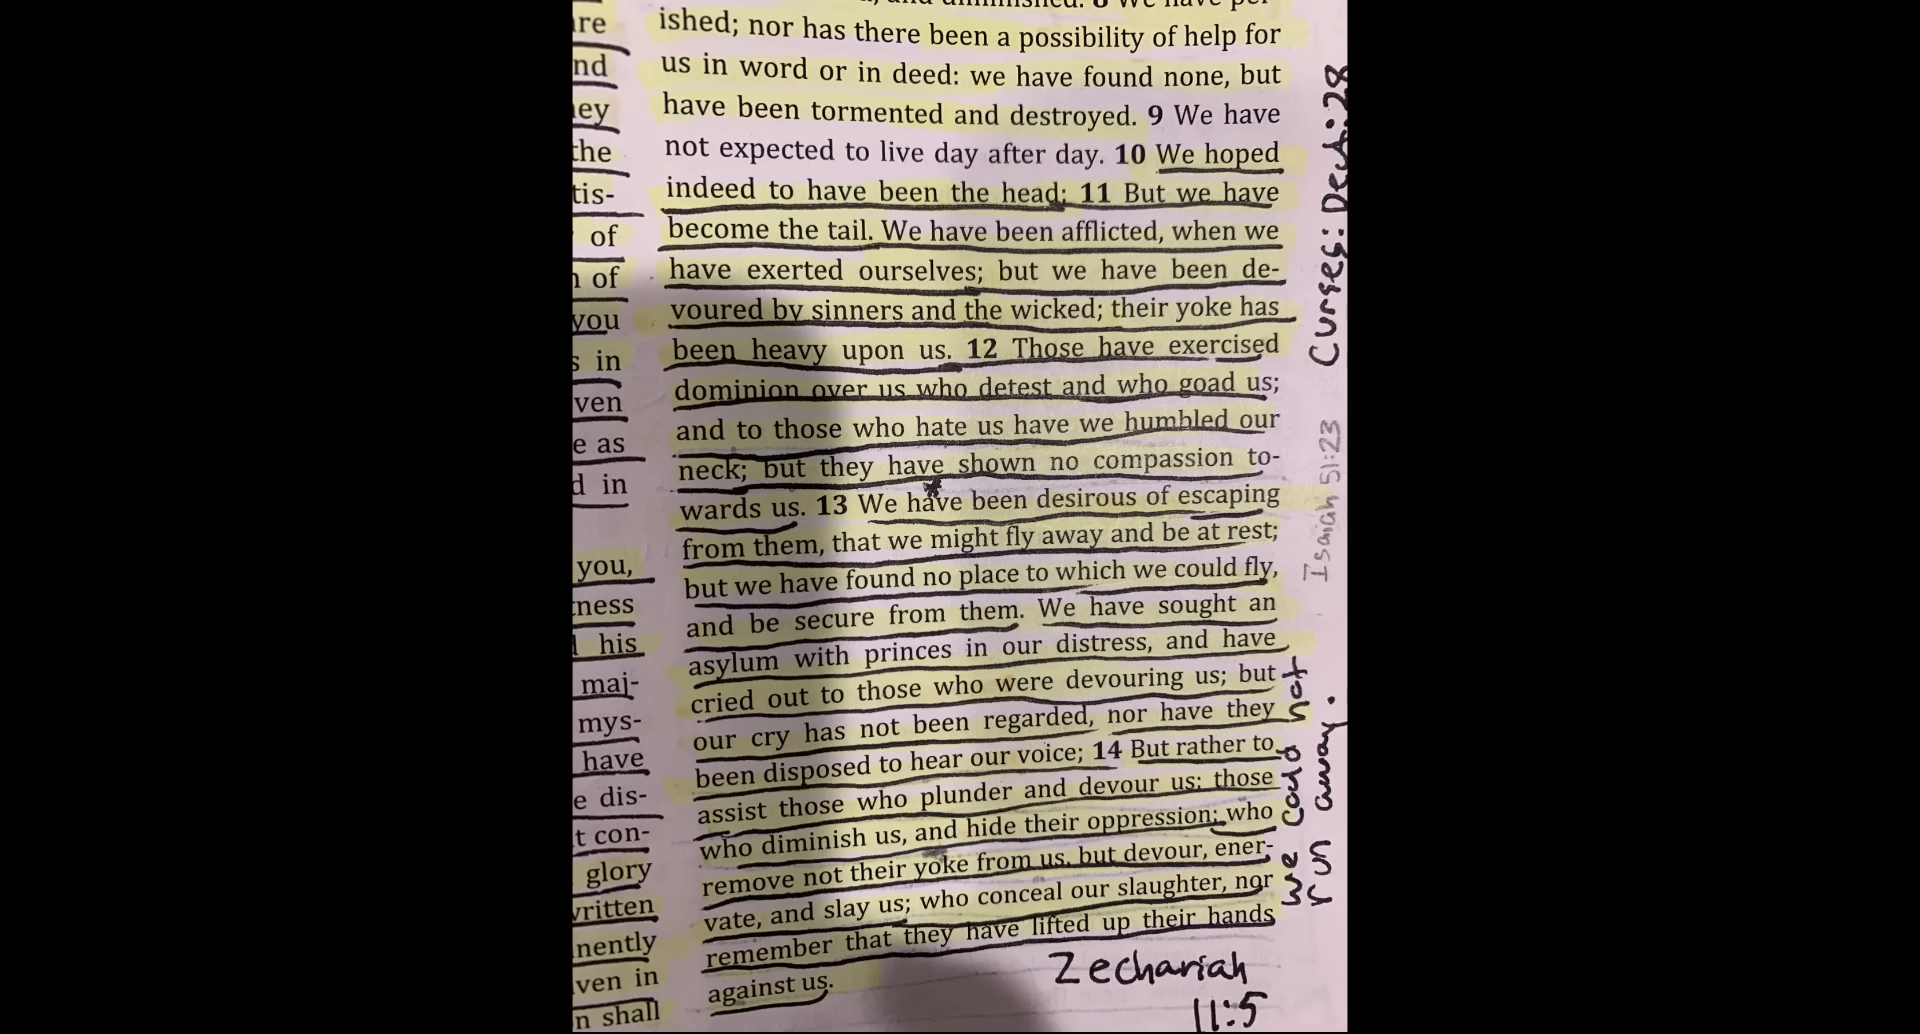 are
nd
ney
the
tis-
of
n of
you
s in
ven
e as
d in
you,
tness
his
maj-
mys-
have
e dis-
t con-
glory
written
nently
ven in
n shall
and diminished. 8 We have per-
ished; nor has there been a possibility of help for
us in word or in deed: we have found none, but
have been tormented and destroyed. 9 We have
not expected to live day after day. 10 We hoped
indeed to have been the head; 11 But we have
become the tail. We have been afflicted, when we
have exerted ourselves; but we have been de-
voured by sinners and the wicked; their yoke has
been heavy upon us. 12 Those have exercised
dominion over us who detest and who goad us;
and to those who hate us have we humbled our
neck; but they have shown no compassion to-
wards us. 13 We have been desirous of escaping
from them, that we might fly away and be at rest;
but we have found no place to which we could fly,
and be secure from them. We have sought an
asylum with princes in our distress, and have
cried out to those who were devouring us; but
our cry has not been regarded, nor have they
been disposed to hear our voice; 14 But rather to
assist those who plunder and devour us; those
who diminish us, and hide their oppression; who
remove not their yoke from us, but devour, ener-
vate, and slay us; who conceal our slaughter, nor
remember that they have lifted up their hands
against us.
Zechariah
11:5
Curses: Deut:28
Isaiah 51:23
we could not
run away.